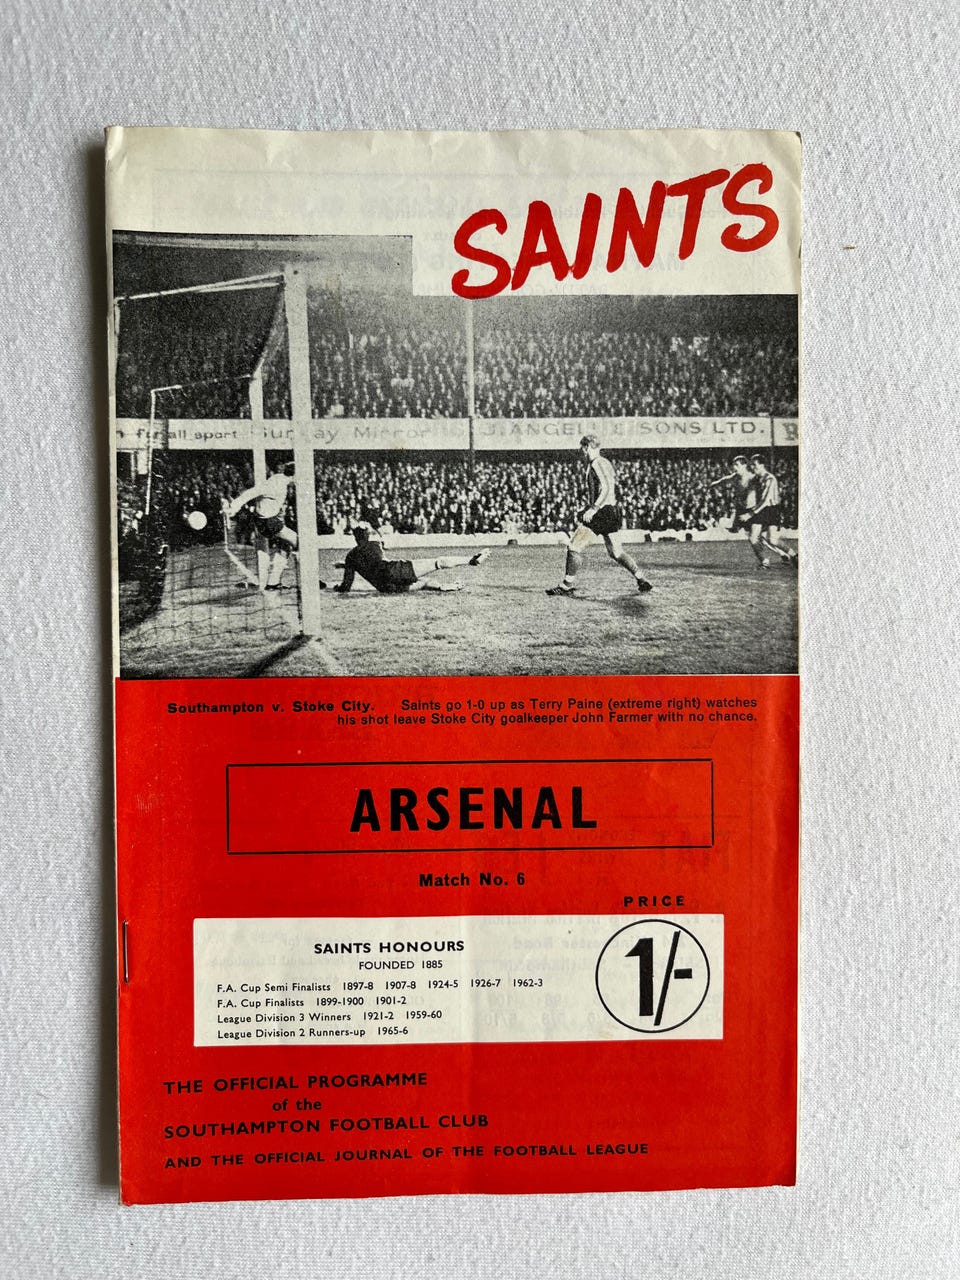 SAINTS
all sport
ay Mirror
J. ANGEL & SONS LTD.
Southampton v. Stoke City. Saints go 1-0 up as Terry Paine (extreme right) watches
his shot leave Stoke City goalkeeper John Farmer with no chance.
ARSENAL
Match No. 6
PRICE
1/-
SAINTS HONOURS
FOUNDED 1885
F.A. Cup Semi Finalists 1897-8 1907-8 1924-5 1926-7 1962-3
F.A. Cup Finalists 1899-1900 1901-2
League Division 3 Winners 1921-2 1959-60
League Division 2 Runners-up 1965-6
THE OFFICIAL PROGRAMME
of the
SOUTHAMPTON FOOTBALL CLUB
AND THE OFFICIAL JOURNAL OF THE FOOTBALL LEAGUE